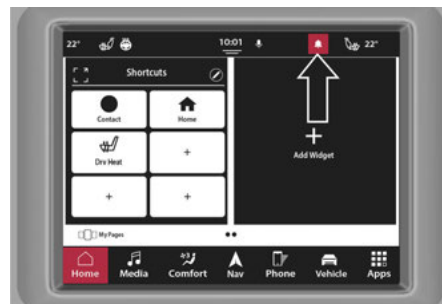 22° 10:01 22°
Shortcuts
Contact Home
Drv Heat +
+ +
+
Add Widget
My Pages
Home Media Comfort Nav Phone Vehicle Apps